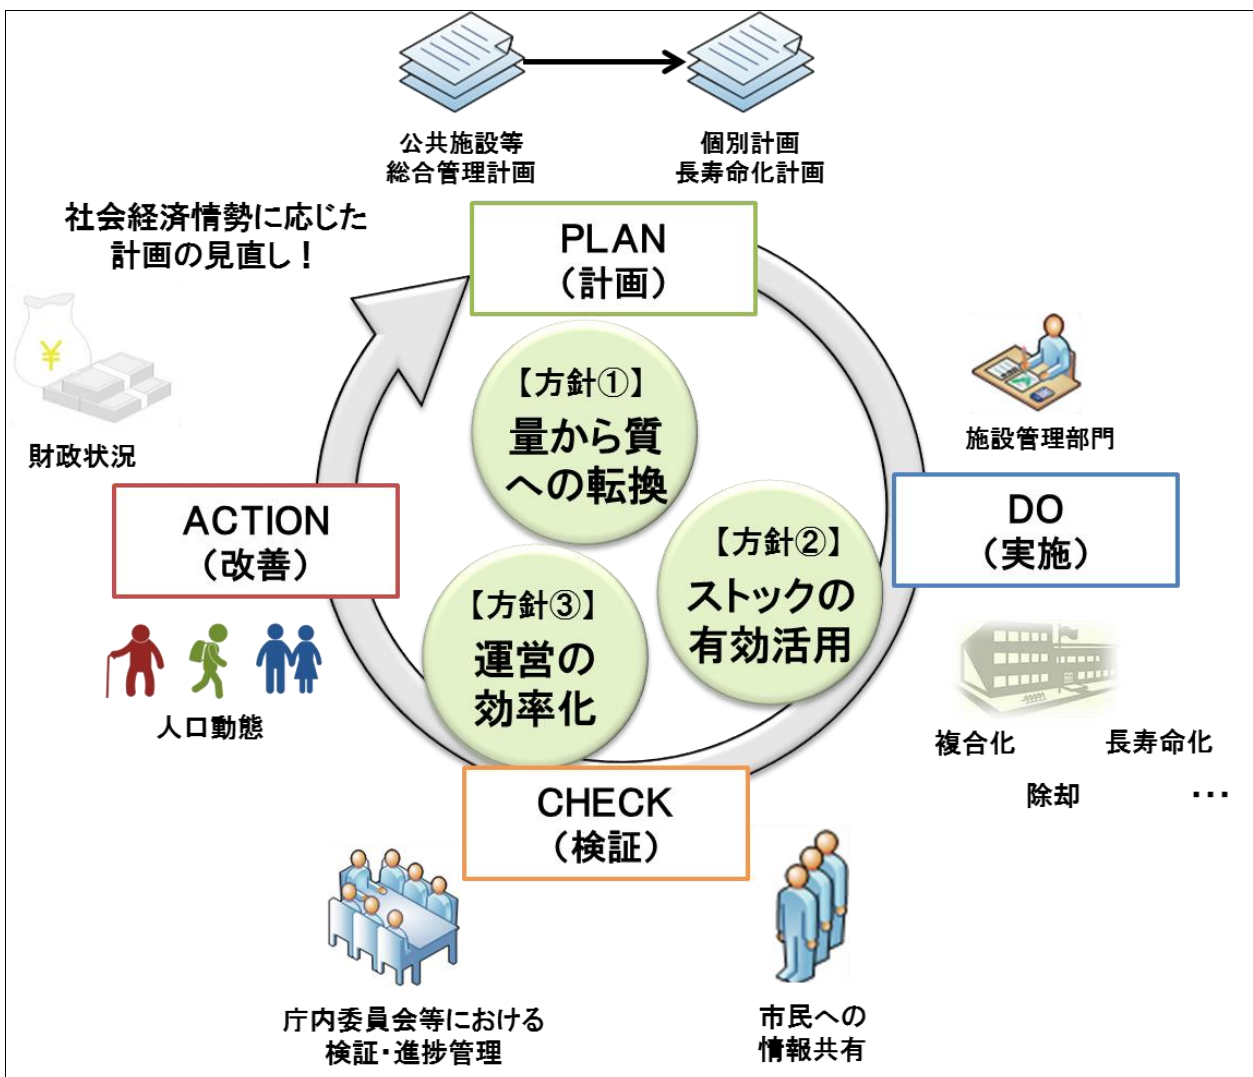 公共施設等
総合管理計画
個別計画
長寿命化計画
社会経済情勢に応じた
計画の見直し！
PLAN
（計画）
¥
財政状況
【方針①】
量から質
への転換
施設管理部門
ACTION
（改善）
DO
（実施）
【方針②】
ストックの
有効活用
【方針③】
運営の
効率化
人口動態
複合化
長寿命化
除却
・・・
CHECK
（検証）
庁内委員会等における
検証・進捗管理
市民への
情報共有